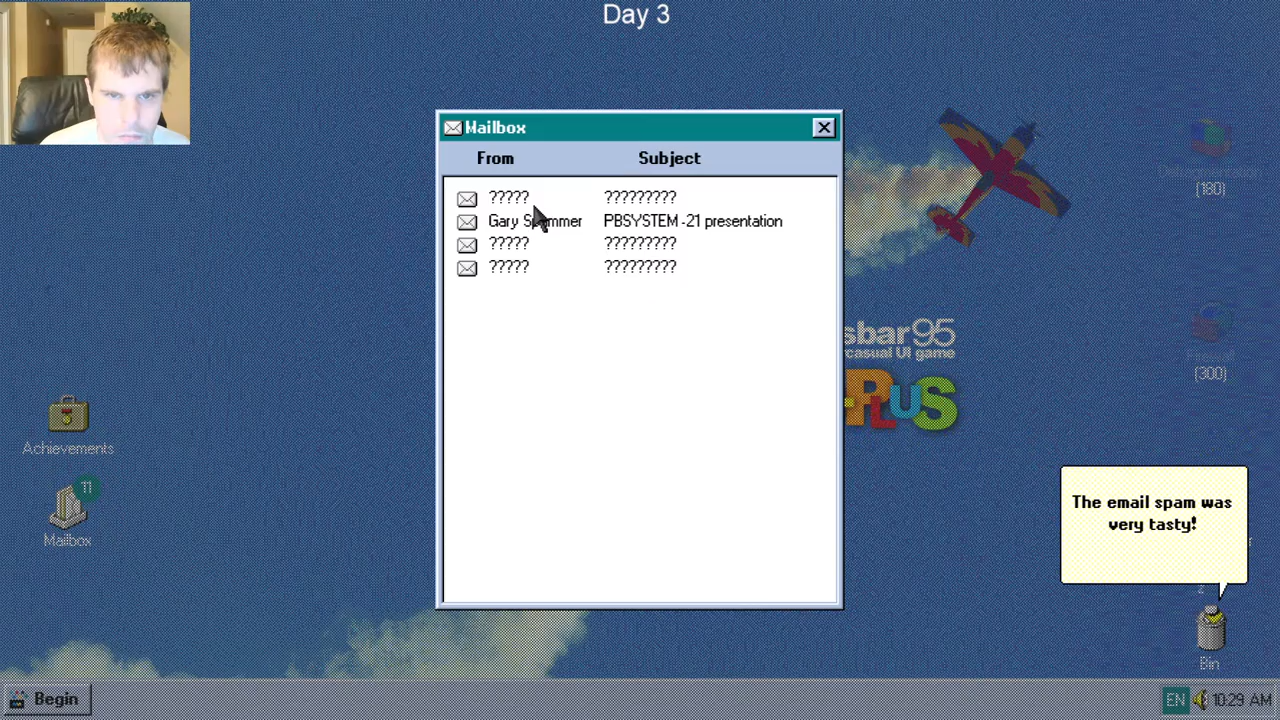 Day 3
Mailbox
From Subject
????? ?????????
Gary Spammer PBSYSTEM -21 presentation
????? ?????????
????? ?????????
(180)
sbar95
casual UI game
PLUS
Firewall
(300)
Achievements
11
Mailbox
The email spam was
very tasty!
Bin
Begin
EN 10:29 AM